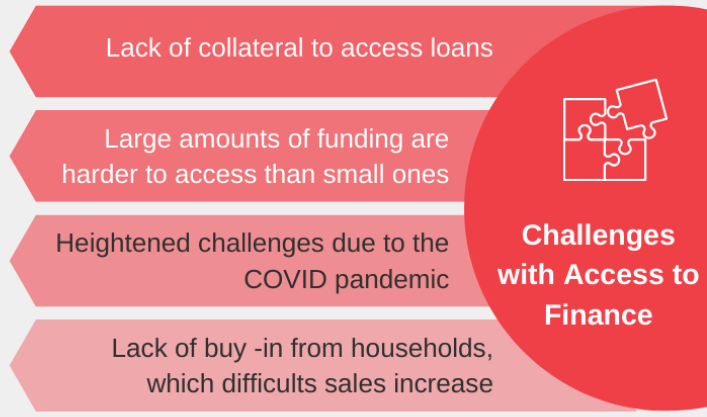 Lack of collateral to access loans
Large amounts of funding are
harder to access than small ones
Heightened challenges due to the
COVID pandemic
Lack of buy -in from households,
which difficults sales increase
Challenges
with Access to
Finance